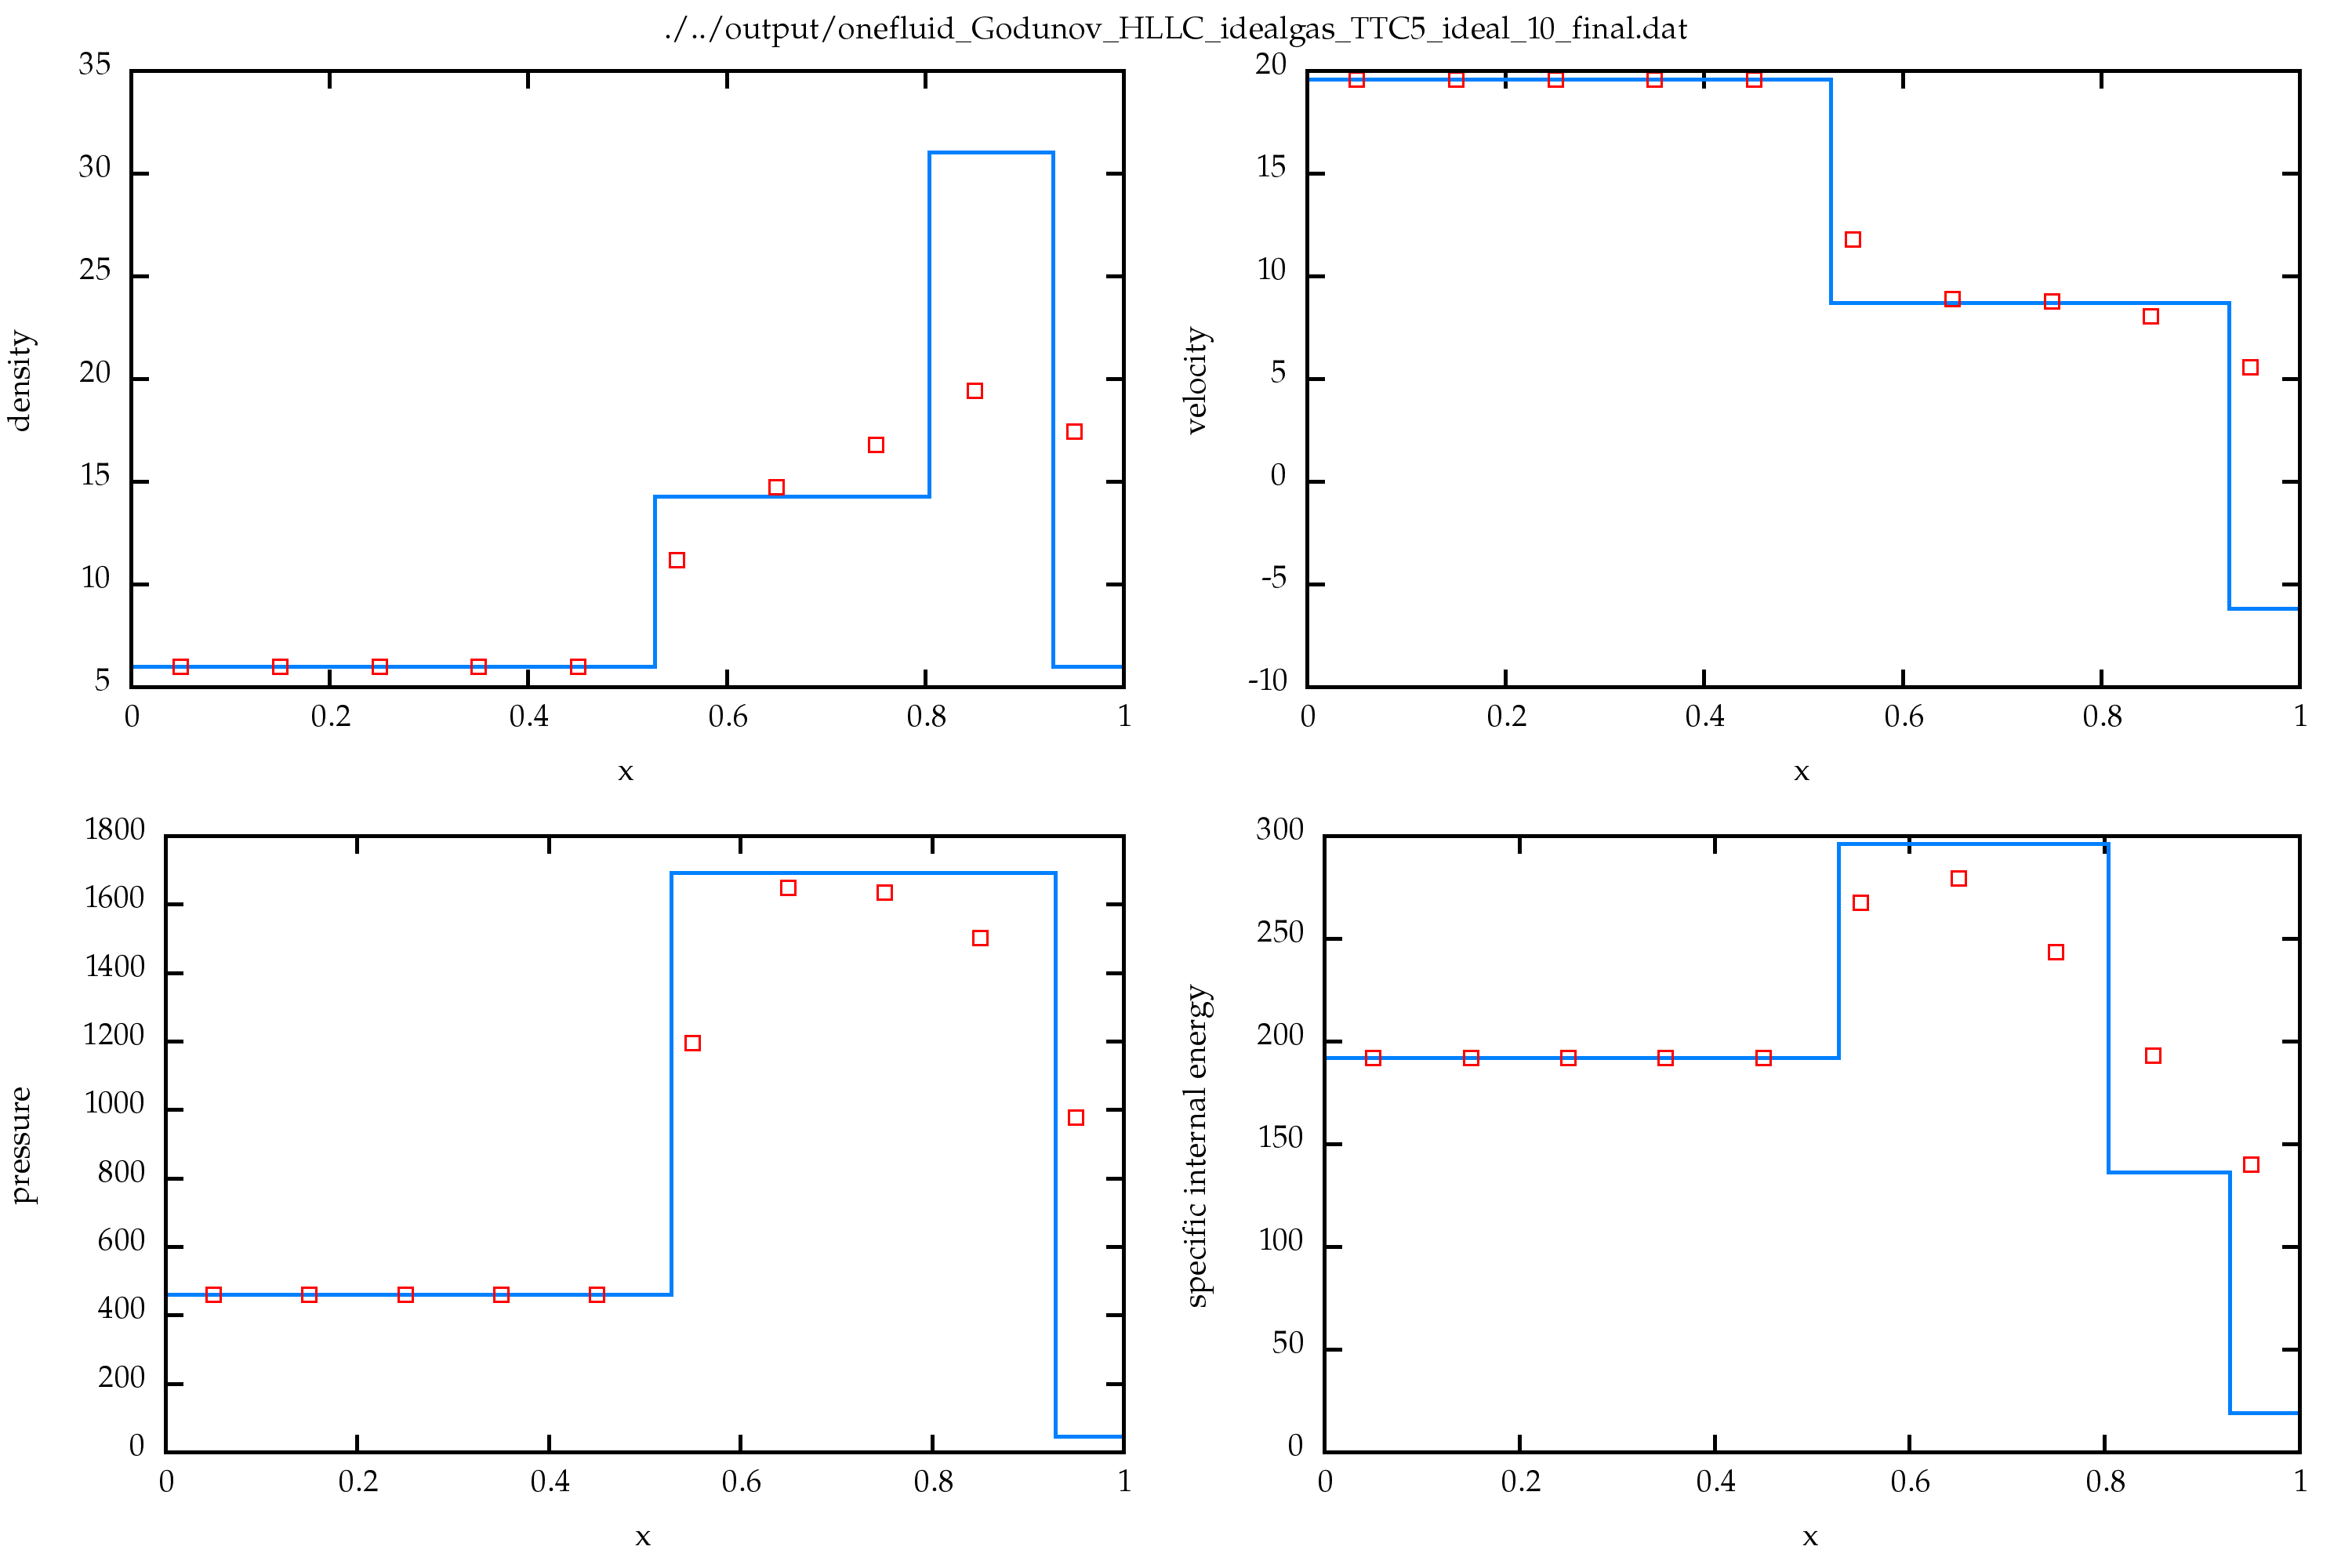 ./../output/onefluid_Godunov_HLLC_idealgas_TTC5_ideal_10_final.dat
35
30
25
20
15
10
5
density
0 0.2 0.4 0.6 0.8 1
x
20
15
10
5
0
-5
-10
velocity
0 0.2 0.4 0.6 0.8 1
x
1800
1600
1400
1200
1000
800
600
400
200
0
pressure
0 0.2 0.4 0.6 0.8 1
x
300
250
200
150
100
50
0
specific internal energy
0 0.2 0.4 0.6 0.8 1
x